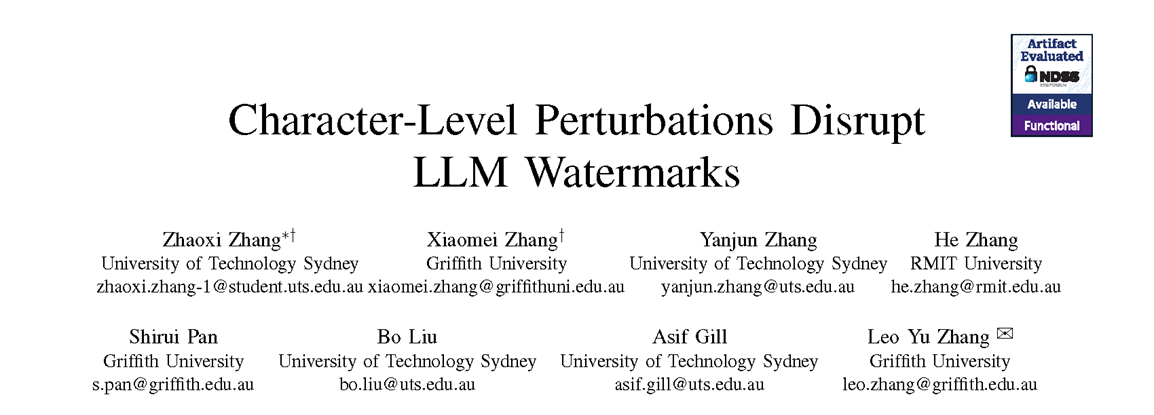 Artifact
Evaluated
NDSS
Available
Functional
Character-Level Perturbations Disrupt
LLM Watermarks
Zhaoxi Zhang*† Xiaomei Zhang† Yanjun Zhang He Zhang
University of Technology Sydney Griffith University University of Technology Sydney RMIT University
zhaoxi.zhang-1@student.uts.edu.au xiaomei.zhang@griffithuni.edu.au yanjun.zhang@uts.edu.au he.zhang@rmit.edu.au
Shirui Pan Bo Liu Asif Gill Leo Yu Zhang ✉
Griffith University University of Technology Sydney University of Technology Sydney Griffith University
s.pan@griffith.edu.au bo.liu@uts.edu.au asif.gill@uts.edu.au leo.zhang@griffith.edu.au